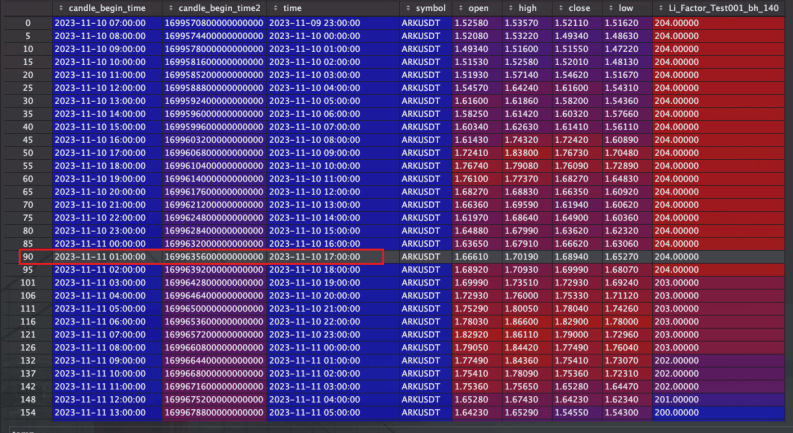 candle_begin_time candle_begin_time2 time symbol open high close low Li_Factor_Test001_bh_140
0 2023-11-10 07:00:00 1699570800000000000 2023-11-09 23:00:00 ARKUSDT 1.52580 1.53570 1.52110 1.51620 204.00000
5 2023-11-10 08:00:00 1699574400000000000 2023-11-10 00:00:00 ARKUSDT 1.52080 1.53220 1.49340 1.48630 204.00000
10 2023-11-10 09:00:00 1699578000000000000 2023-11-10 01:00:00 ARKUSDT 1.49340 1.51600 1.51550 1.47220 204.00000
15 2023-11-10 10:00:00 1699581600000000000 2023-11-10 02:00:00 ARKUSDT 1.51530 1.52580 1.52010 1.48130 204.00000
20 2023-11-10 11:00:00 1699585200000000000 2023-11-10 03:00:00 ARKUSDT 1.51930 1.57140 1.54620 1.51670 204.00000
25 2023-11-10 12:00:00 1699588800000000000 2023-11-10 04:00:00 ARKUSDT 1.54570 1.64240 1.61600 1.54310 204.00000
30 2023-11-10 13:00:00 1699592400000000000 2023-11-10 05:00:00 ARKUSDT 1.61600 1.61860 1.58200 1.54360 204.00000
35 2023-11-10 14:00:00 1699596000000000000 2023-11-10 06:00:00 ARKUSDT 1.58250 1.61420 1.60320 1.57660 204.00000
40 2023-11-10 15:00:00 1699599600000000000 2023-11-10 07:00:00 ARKUSDT 1.60340 1.62630 1.61410 1.56110 204.00000
45 2023-11-10 16:00:00 1699603200000000000 2023-11-10 08:00:00 ARKUSDT 1.61430 1.74320 1.72420 1.60890 204.00000
50 2023-11-10 17:00:00 1699606800000000000 2023-11-10 09:00:00 ARKUSDT 1.72410 1.83800 1.76730 1.70480 204.00000
55 2023-11-10 18:00:00 1699610400000000000 2023-11-10 10:00:00 ARKUSDT 1.76740 1.79080 1.76090 1.72890 204.00000
60 2023-11-10 19:00:00 1699614000000000000 2023-11-10 11:00:00 ARKUSDT 1.76100 1.77370 1.68270 1.64830 204.00000
65 2023-11-10 20:00:00 1699617600000000000 2023-11-10 12:00:00 ARKUSDT 1.68270 1.68830 1.66350 1.60920 204.00000
70 2023-11-10 21:00:00 1699621200000000000 2023-11-10 13:00:00 ARKUSDT 1.66360 1.69590 1.61940 1.60620 204.00000
75 2023-11-10 22:00:00 1699624800000000000 2023-11-10 14:00:00 ARKUSDT 1.61970 1.68640 1.64900 1.60360 204.00000
80 2023-11-10 23:00:00 1699628400000000000 2023-11-10 15:00:00 ARKUSDT 1.64880 1.67990 1.63620 1.62320 204.00000
85 2023-11-11 00:00:00 1699632000000000000 2023-11-10 16:00:00 ARKUSDT 1.63650 1.67910 1.66620 1.63060 204.00000
90 2023-11-11 01:00:00 1699635600000000000 2023-11-10 17:00:00 ARKUSDT 1.66610 1.70190 1.68940 1.65270 204.00000
95 2023-11-11 02:00:00 1699639200000000000 2023-11-10 18:00:00 ARKUSDT 1.68920 1.70930 1.69990 1.68070 204.00000
101 2023-11-11 03:00:00 1699642800000000000 2023-11-10 19:00:00 ARKUSDT 1.69990 1.73510 1.72930 1.69240 203.00000
106 2023-11-11 04:00:00 1699646400000000000 2023-11-10 20:00:00 ARKUSDT 1.72930 1.76000 1.75330 1.71120 203.00000
111 2023-11-11 05:00:00 1699650000000000000 2023-11-10 21:00:00 ARKUSDT 1.75290 1.80050 1.78040 1.74260 203.00000
116 2023-11-11 06:00:00 1699653600000000000 2023-11-10 22:00:00 ARKUSDT 1.78030 1.86600 1.82900 1.78000 203.00000
121 2023-11-11 07:00:00 1699657200000000000 2023-11-10 23:00:00 ARKUSDT 1.82920 1.86110 1.79000 1.72960 203.00000
126 2023-11-11 08:00:00 1699660800000000000 2023-11-11 00:00:00 ARKUSDT 1.79050 1.84420 1.77490 1.76040 203.00000
132 2023-11-11 09:00:00 1699664400000000000 2023-11-11 01:00:00 ARKUSDT 1.77490 1.84360 1.75410 1.73070 202.00000
137 2023-11-11 10:00:00 1699668000000000000 2023-11-11 02:00:00 ARKUSDT 1.75410 1.78090 1.75360 1.72310 202.00000
142 2023-11-11 11:00:00 1699671600000000000 2023-11-11 03:00:00 ARKUSDT 1.75360 1.75650 1.65280 1.64470 202.00000
148 2023-11-11 12:00:00 1699675200000000000 2023-11-11 04:00:00 ARKUSDT 1.65280 1.67430 1.64230 1.62340 201.00000
154 2023-11-11 13:00:00 1699678800000000000 2023-11-11 05:00:00 ARKUSDT 1.64230 1.65290 1.54550 1.54300 200.00000